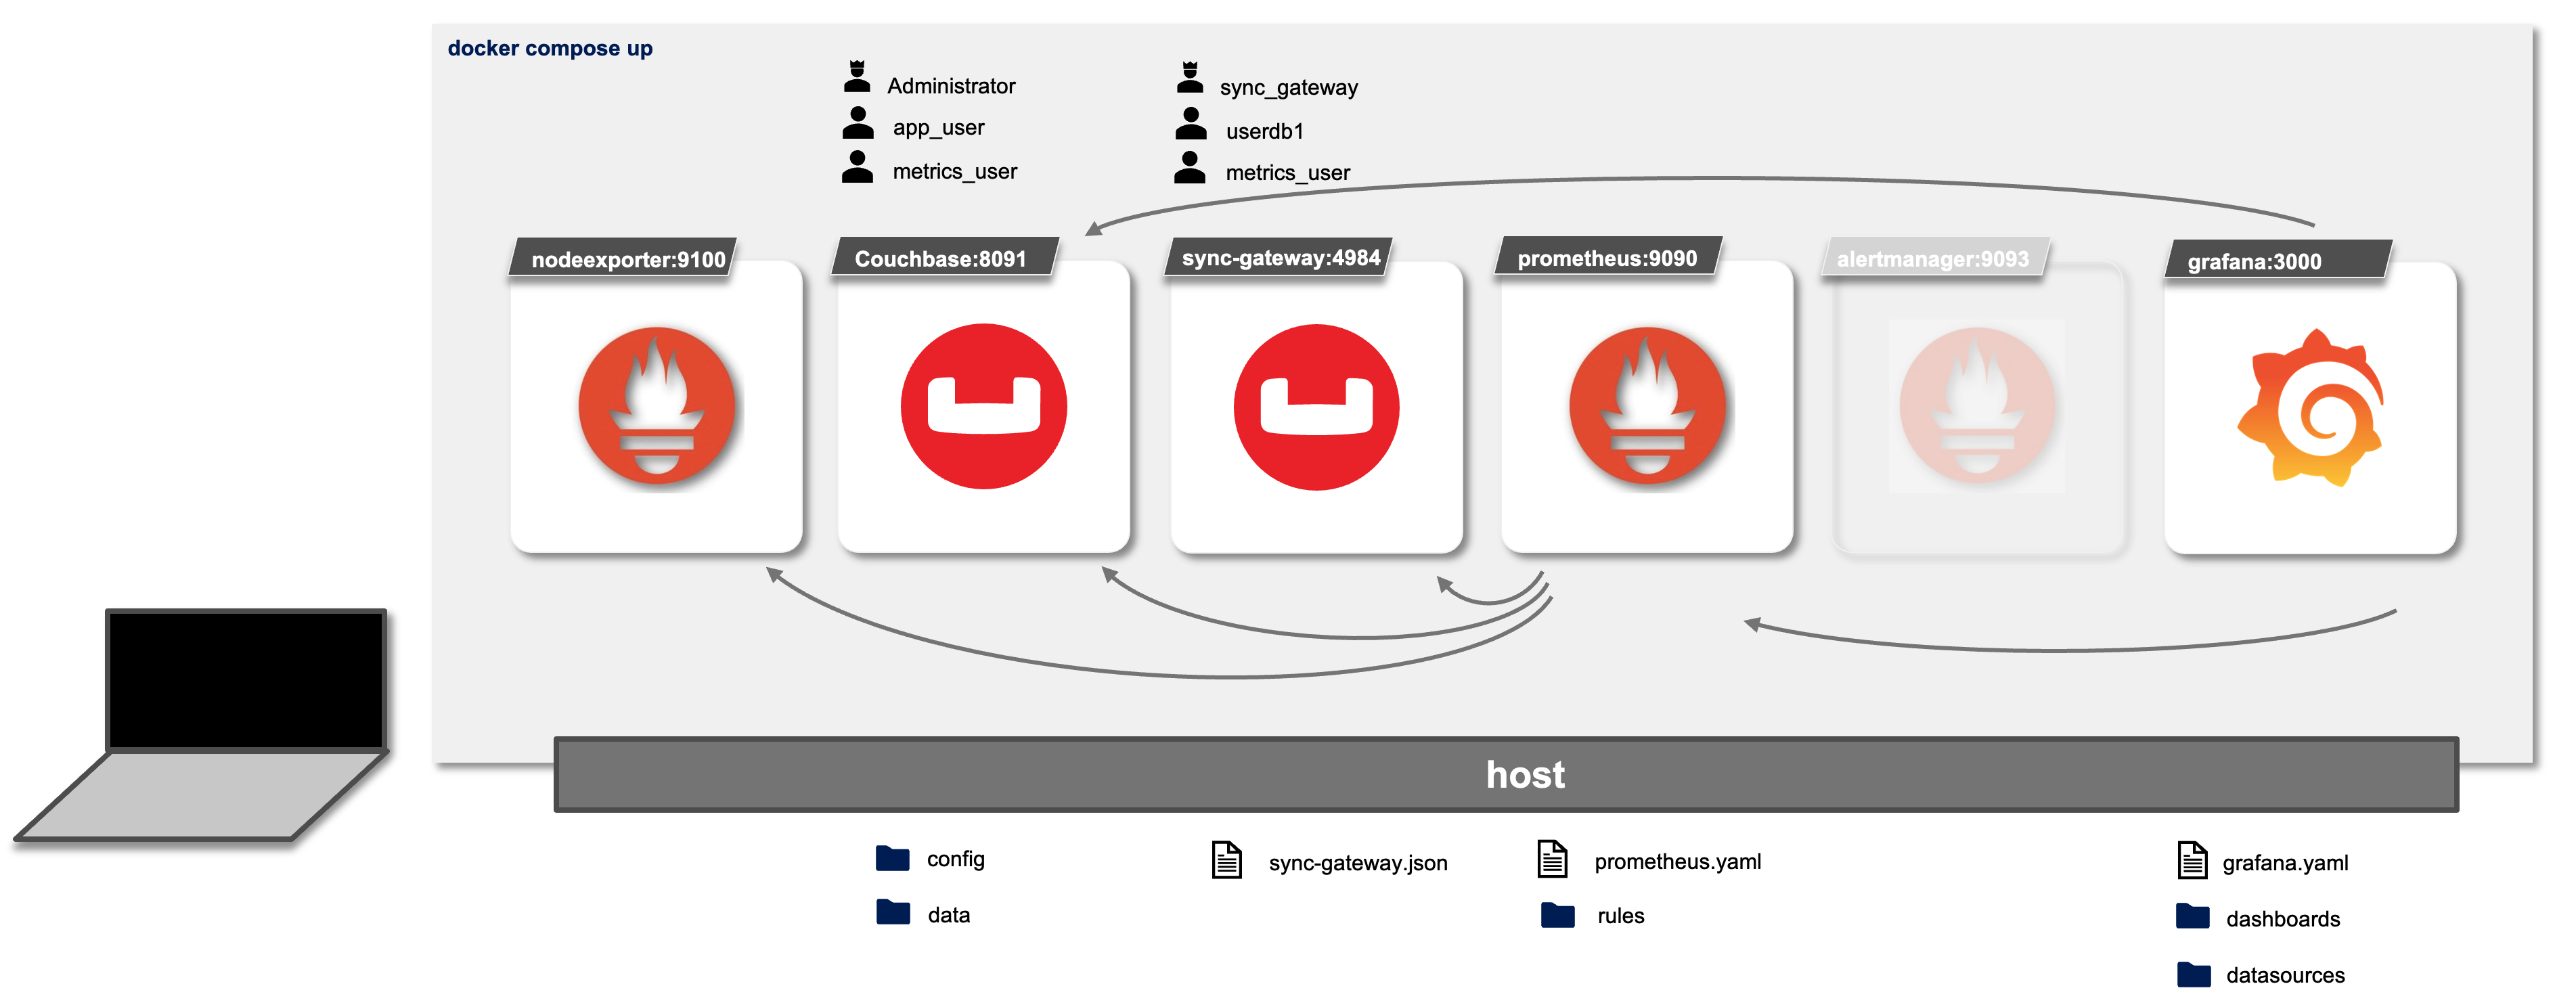 docker compose up
Administrator
app_user
metrics_user
sync_gateway
userdb1
metrics_user
nodeexporter:9100
Couchbase:8091
sync-gateway:4984
prometheus:9090
alertmanager:9093
grafana:3000
host
config
data
sync-gateway.json
prometheus.yaml
rules
grafana.yaml
dashboards
datasources